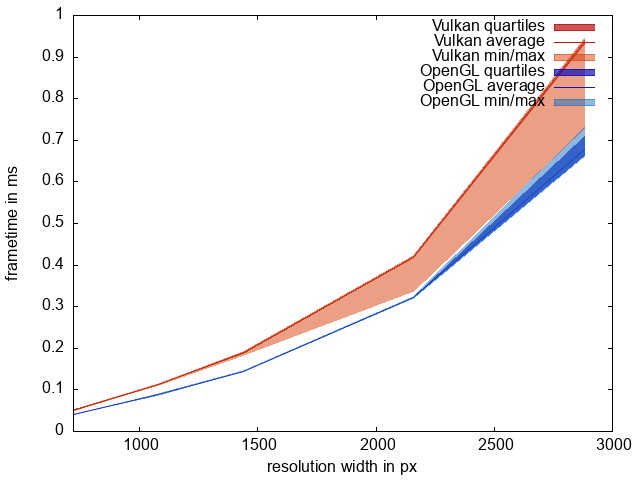 1
0.9
0.8
0.7
0.6
0.5
0.4
0.3
0.2
0.1
0
frametime in ms
Vulkan quartiles
Vulkan average
Vulkan min/max
OpenGL quartiles
OpenGL average
OpenGL min/max
1000 1500 2000 2500 3000
resolution width in px